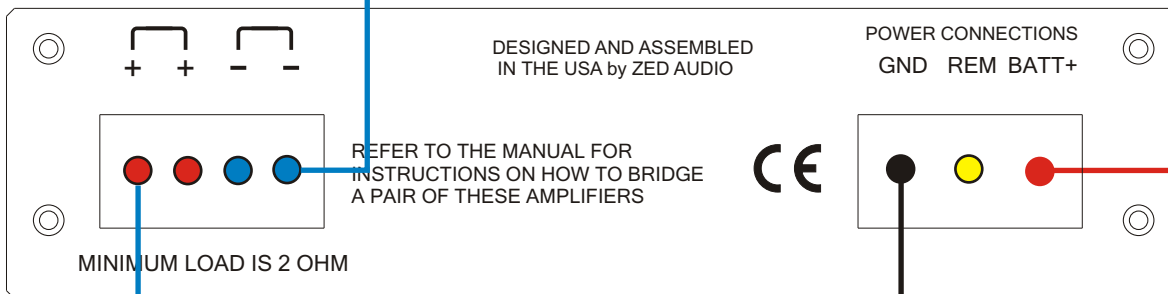 + + – –
DESIGNED AND ASSEMBLED
IN THE USA by ZED AUDIO
POWER CONNECTIONS
GND REM BATT+
REFER TO THE MANUAL FOR
INSTRUCTIONS ON HOW TO BRIDGE
A PAIR OF THESE AMPLIFIERS
CE
MINIMUM LOAD IS 2 OHM